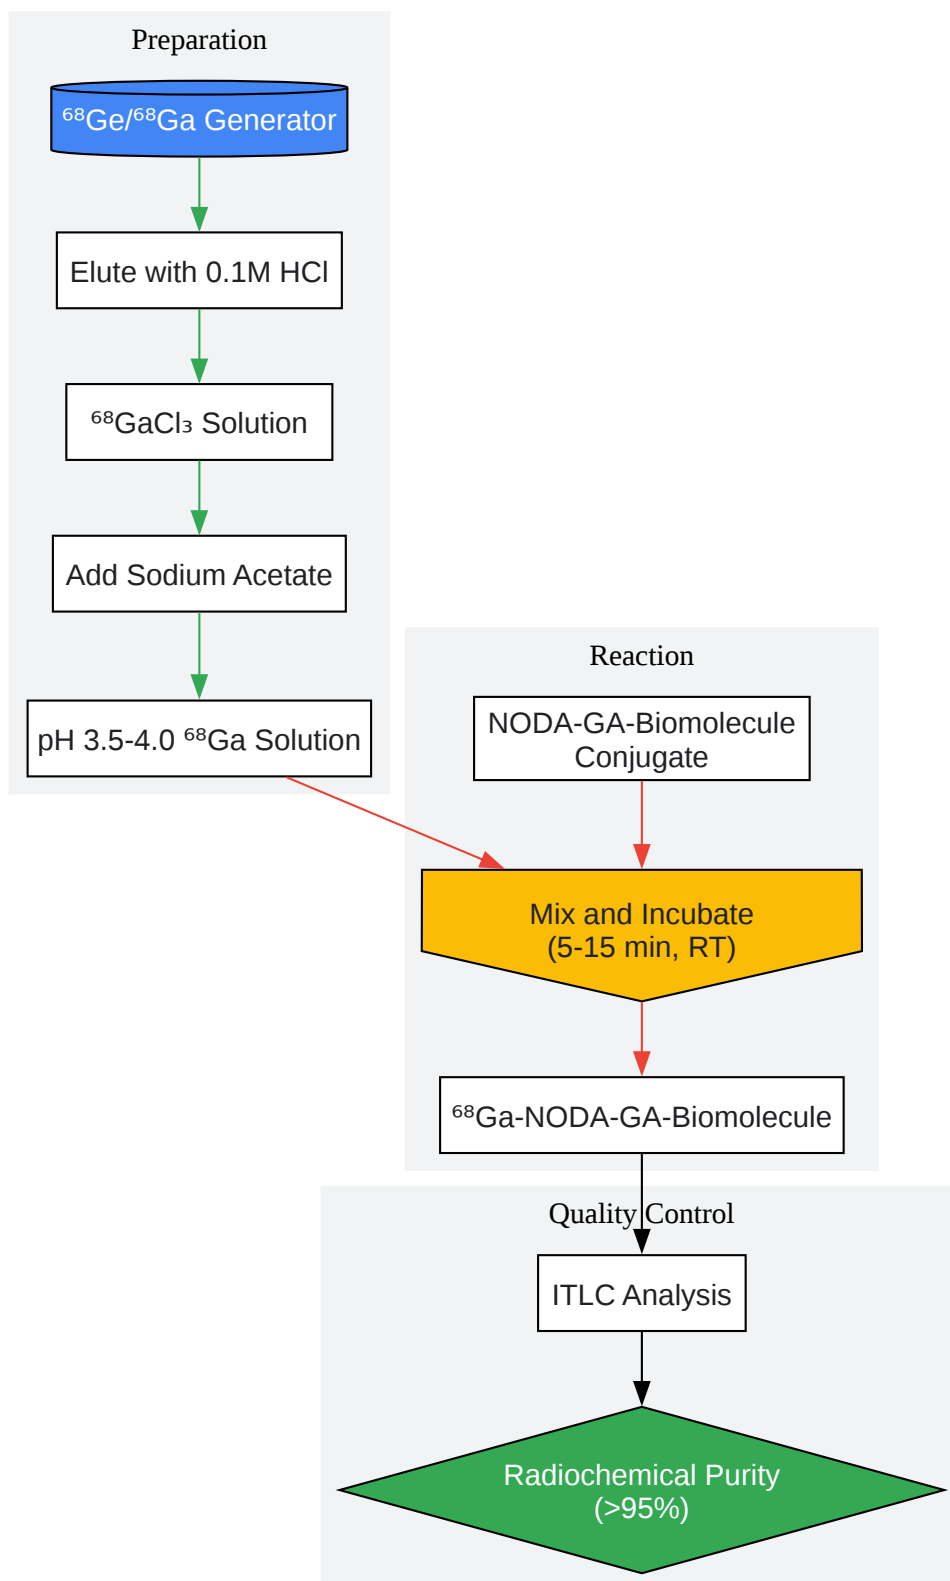 Preparation
⁶⁸Ge/⁶⁸Ga Generator
Elute with 0.1M HCl
⁶⁸GaCl₃ Solution
Add Sodium Acetate
pH 3.5-4.0 ⁶⁸Ga Solution
Reaction
NODA-GA-Biomolecule
Conjugate
Mix and Incubate
(5-15 min, RT)
⁶⁸Ga-NODA-GA-Biomolecule
Quality Control
ITLC Analysis
Radiochemical Purity
(>95%)